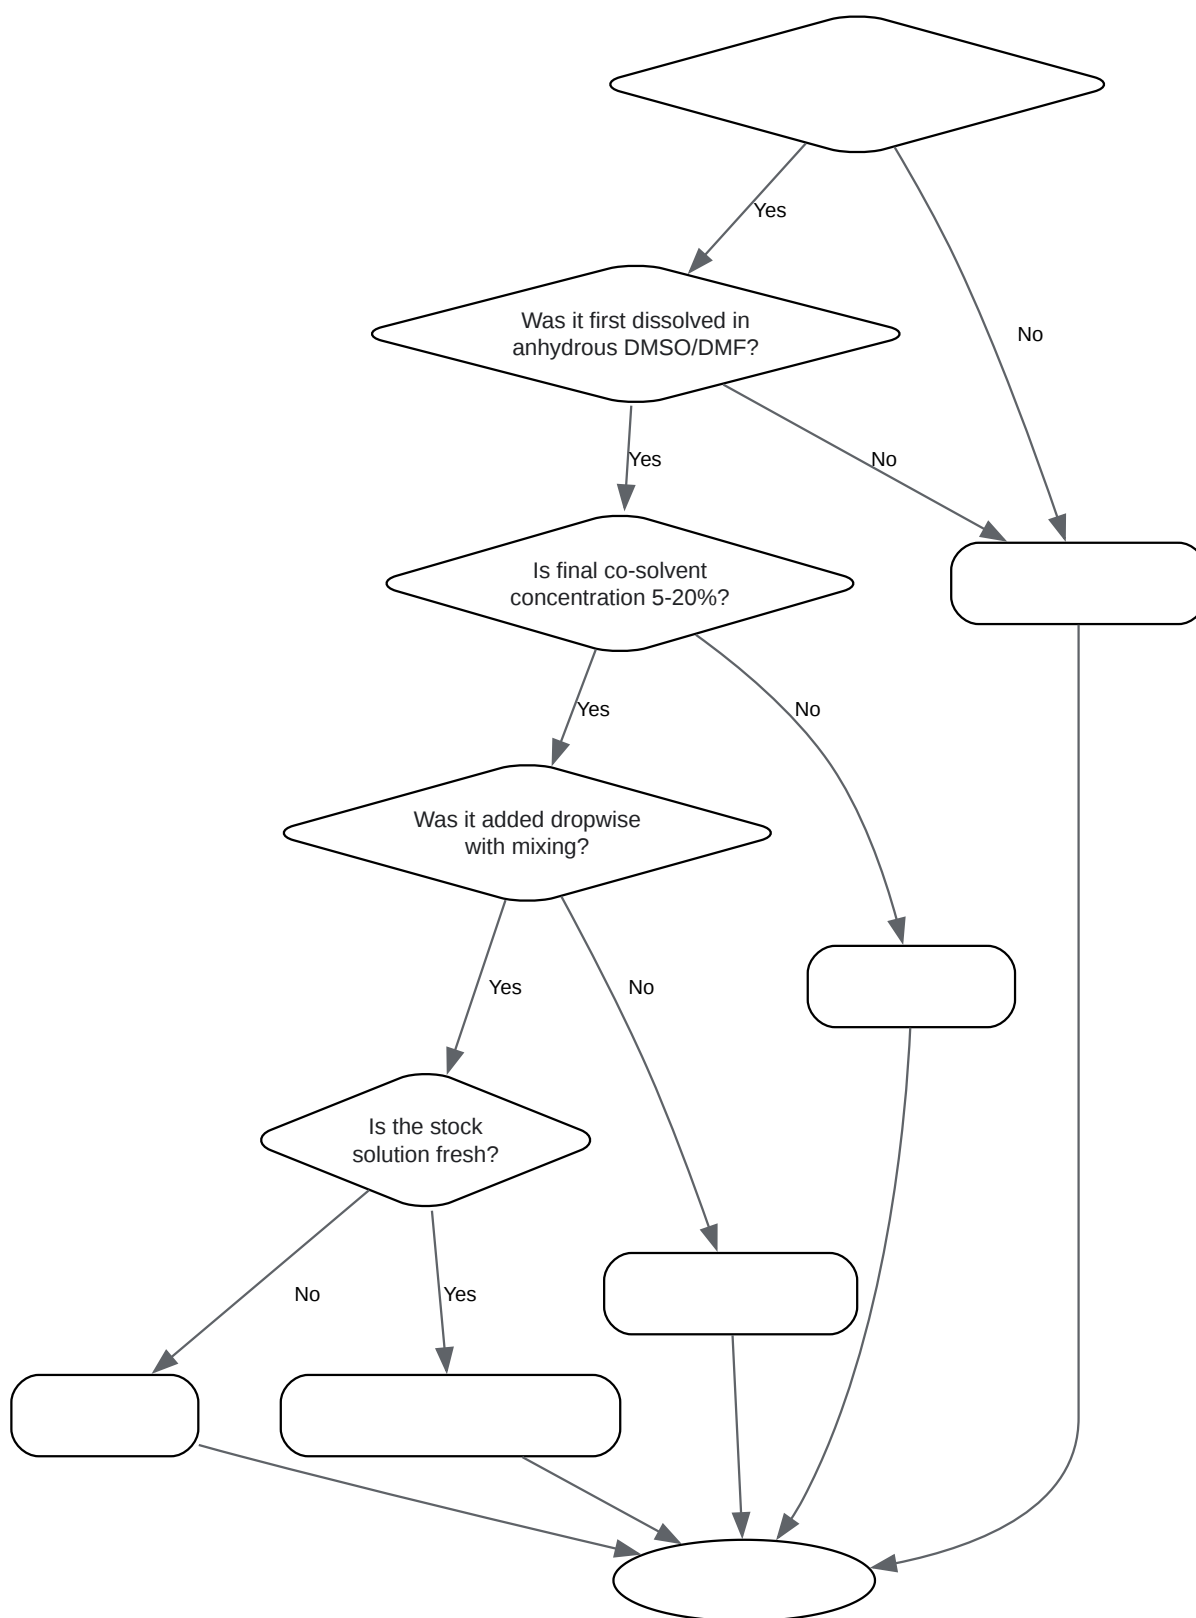 Yes
Was it first dissolved in
anhydrous DMSO/DMF?
No
Yes
No
Is final co-solvent
concentration 5-20%?
Yes
No
Was it added dropwise
with mixing?
Yes
No
Is the stock
solution fresh?
No
Yes